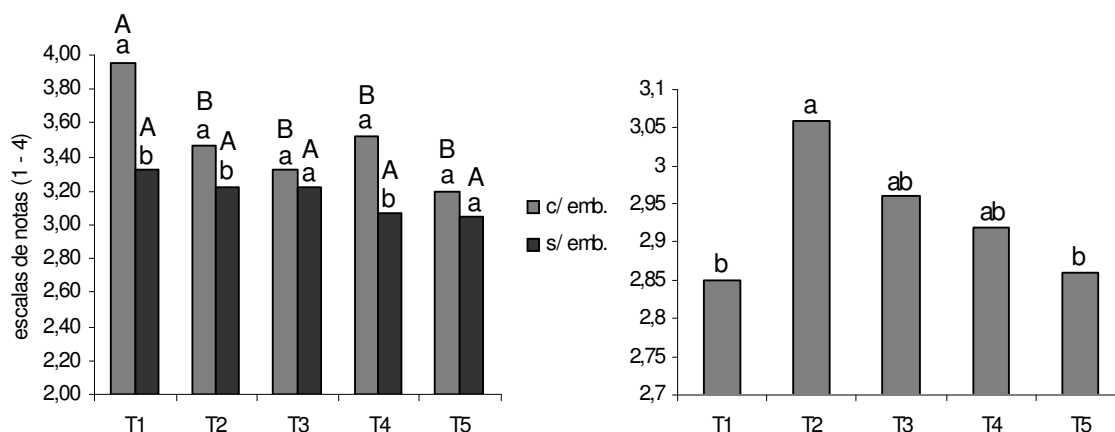 A
a
A
b
B
a
A
b
B
a
A
a
B
a
A
b
B
a
A
a
4,00
3,80
3,60
3,40
3,20
3,00
2,80
2,60
2,40
2,20
2,00
escalas de notas (1 - 4)
T1 T2 T3 T4 T5
c/ emb.
s/ emb.
3,1
3,05
3
2,95
2,9
2,85
2,8
2,75
2,7
b
a
ab
ab
b
T1 T2 T3 T4 T5